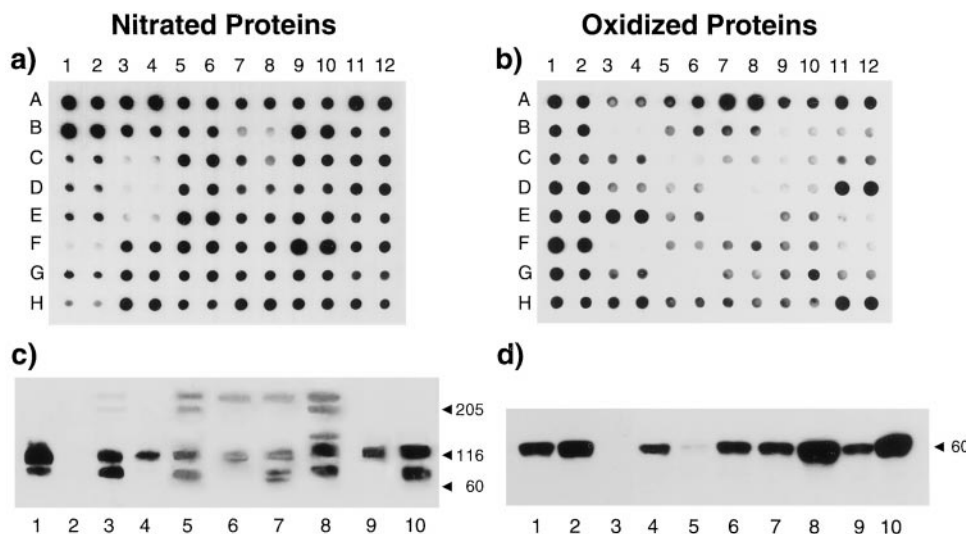 Nitrated Proteins
Oxidized Proteins
a)
1 2 3 4 5 6 7 8 9 10 11 12
A
B
C
D
E
F
G
H
b)
1 2 3 4 5 6 7 8 9 10 11 12
A
B
C
D
E
F
G
H
c)
205
116
60
1 2 3 4 5 6 7 8 9 10
d)
60
1 2 3 4 5 6 7 8 9 10